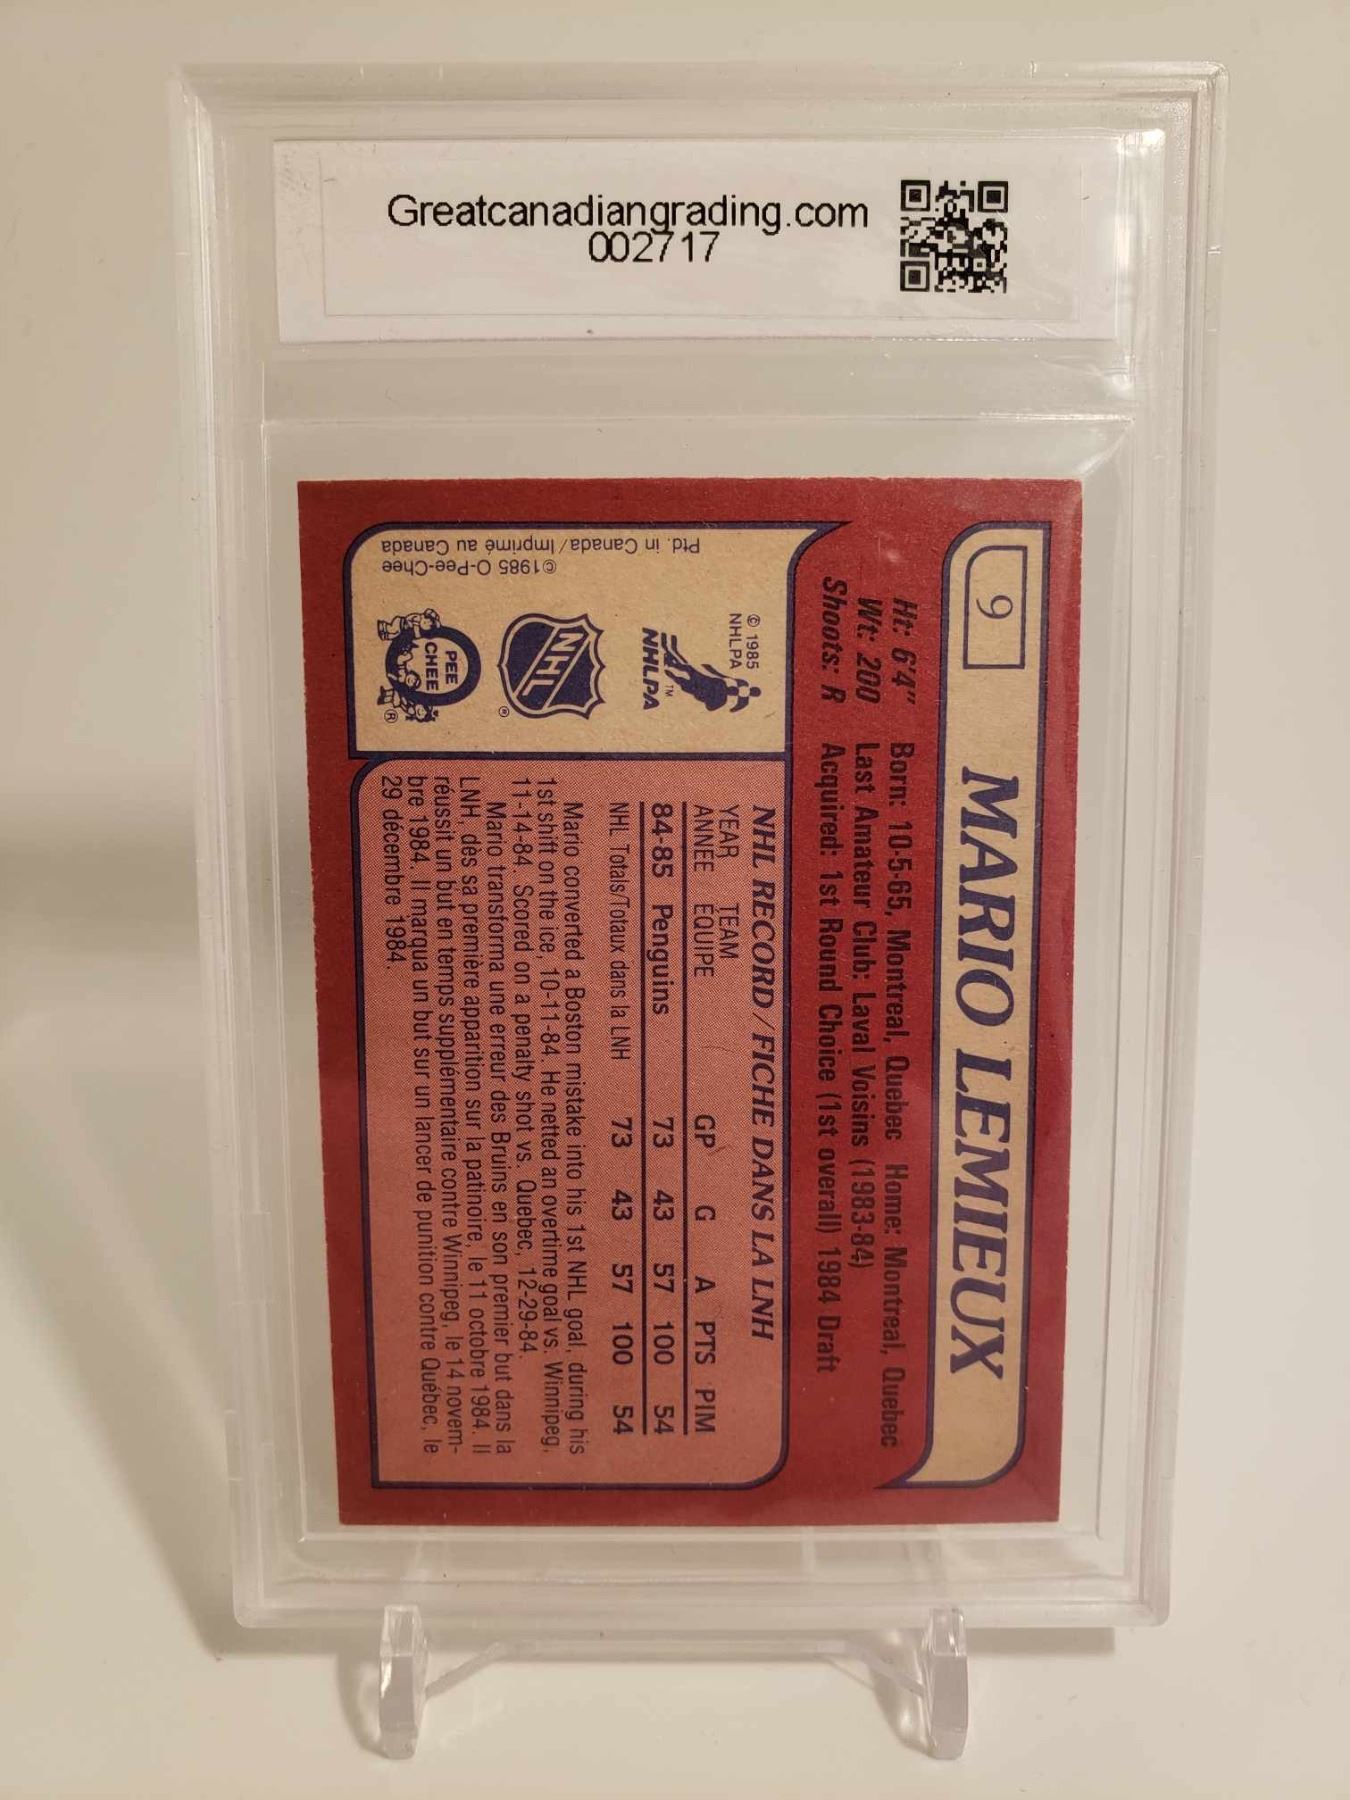 Greatcanadiangrading.com
002717
9
MARIO LEMIEUX
Ht: 6'4" Born: 10-5-65, Montreal, Quebec Home: Montreal, Quebec
Wt: 200 Last Amateur Club: Laval Voisins (1983-84)
Shoots: R Acquired: 1st Round Choice (1st overall) 1984 Draft
© 1985
NHLPA
NHLPA™
NHL®
PEE
CHEE
®
©1985 O-Pee-Chee
Ptd. in Canada/Imprimé au Canada
NHL RECORD/FICHE DANS LA LNH
YEAR TEAM
ANNEE EQUIPE GP G A PTS PIM
84-85 Penguins 73 43 57 100 54
NHL Totals/Totaux dans la LNH 73 43 57 100 54
Mario converted a Boston mistake into his 1st NHL goal, during his
1st shift on the ice, 10-11-84. He netted an overtime goal vs. Winnipeg,
11-14-84. Scored on a penalty shot vs. Quebec, 12-29-84.
Mario transforma une erreur des Bruins en son premier but dans la
LNH, dès sa première apparition sur la patinoire, le 11 octobre 1984. Il
réussit un but en temps supplémentaire contre Winnipeg, le 14 novem-
bre 1984. Il marqua un but sur un lancer de punition contre Québec, le
29 décembre 1984.